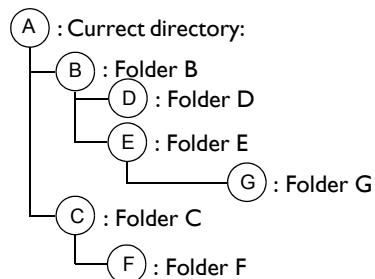 A : Currect directory:
B : Folder B
D : Folder D
E : Folder E
G : Folder G
C : Folder C
F : Folder F